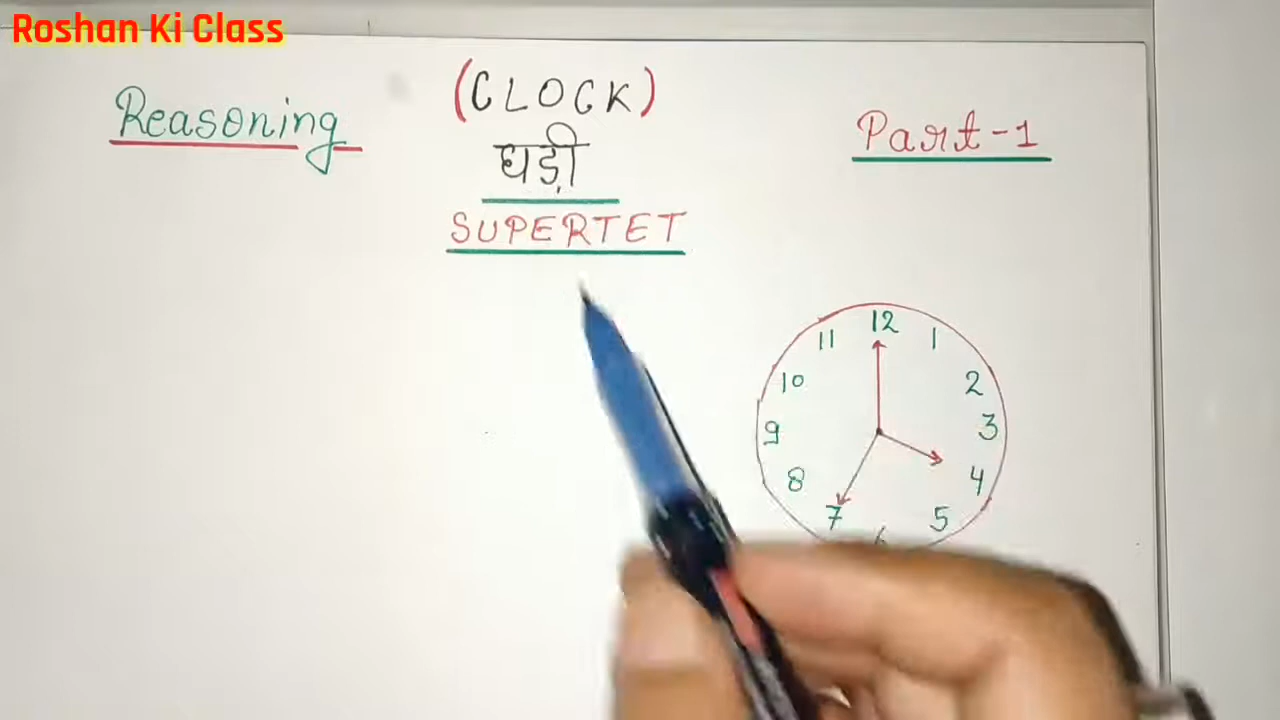 Roshan Ki Class
Reasoning
(CLOCK)
घड़ी
SUPERTET
Part-1
12
11
1
10
2
9
3
8
4
7
5
6